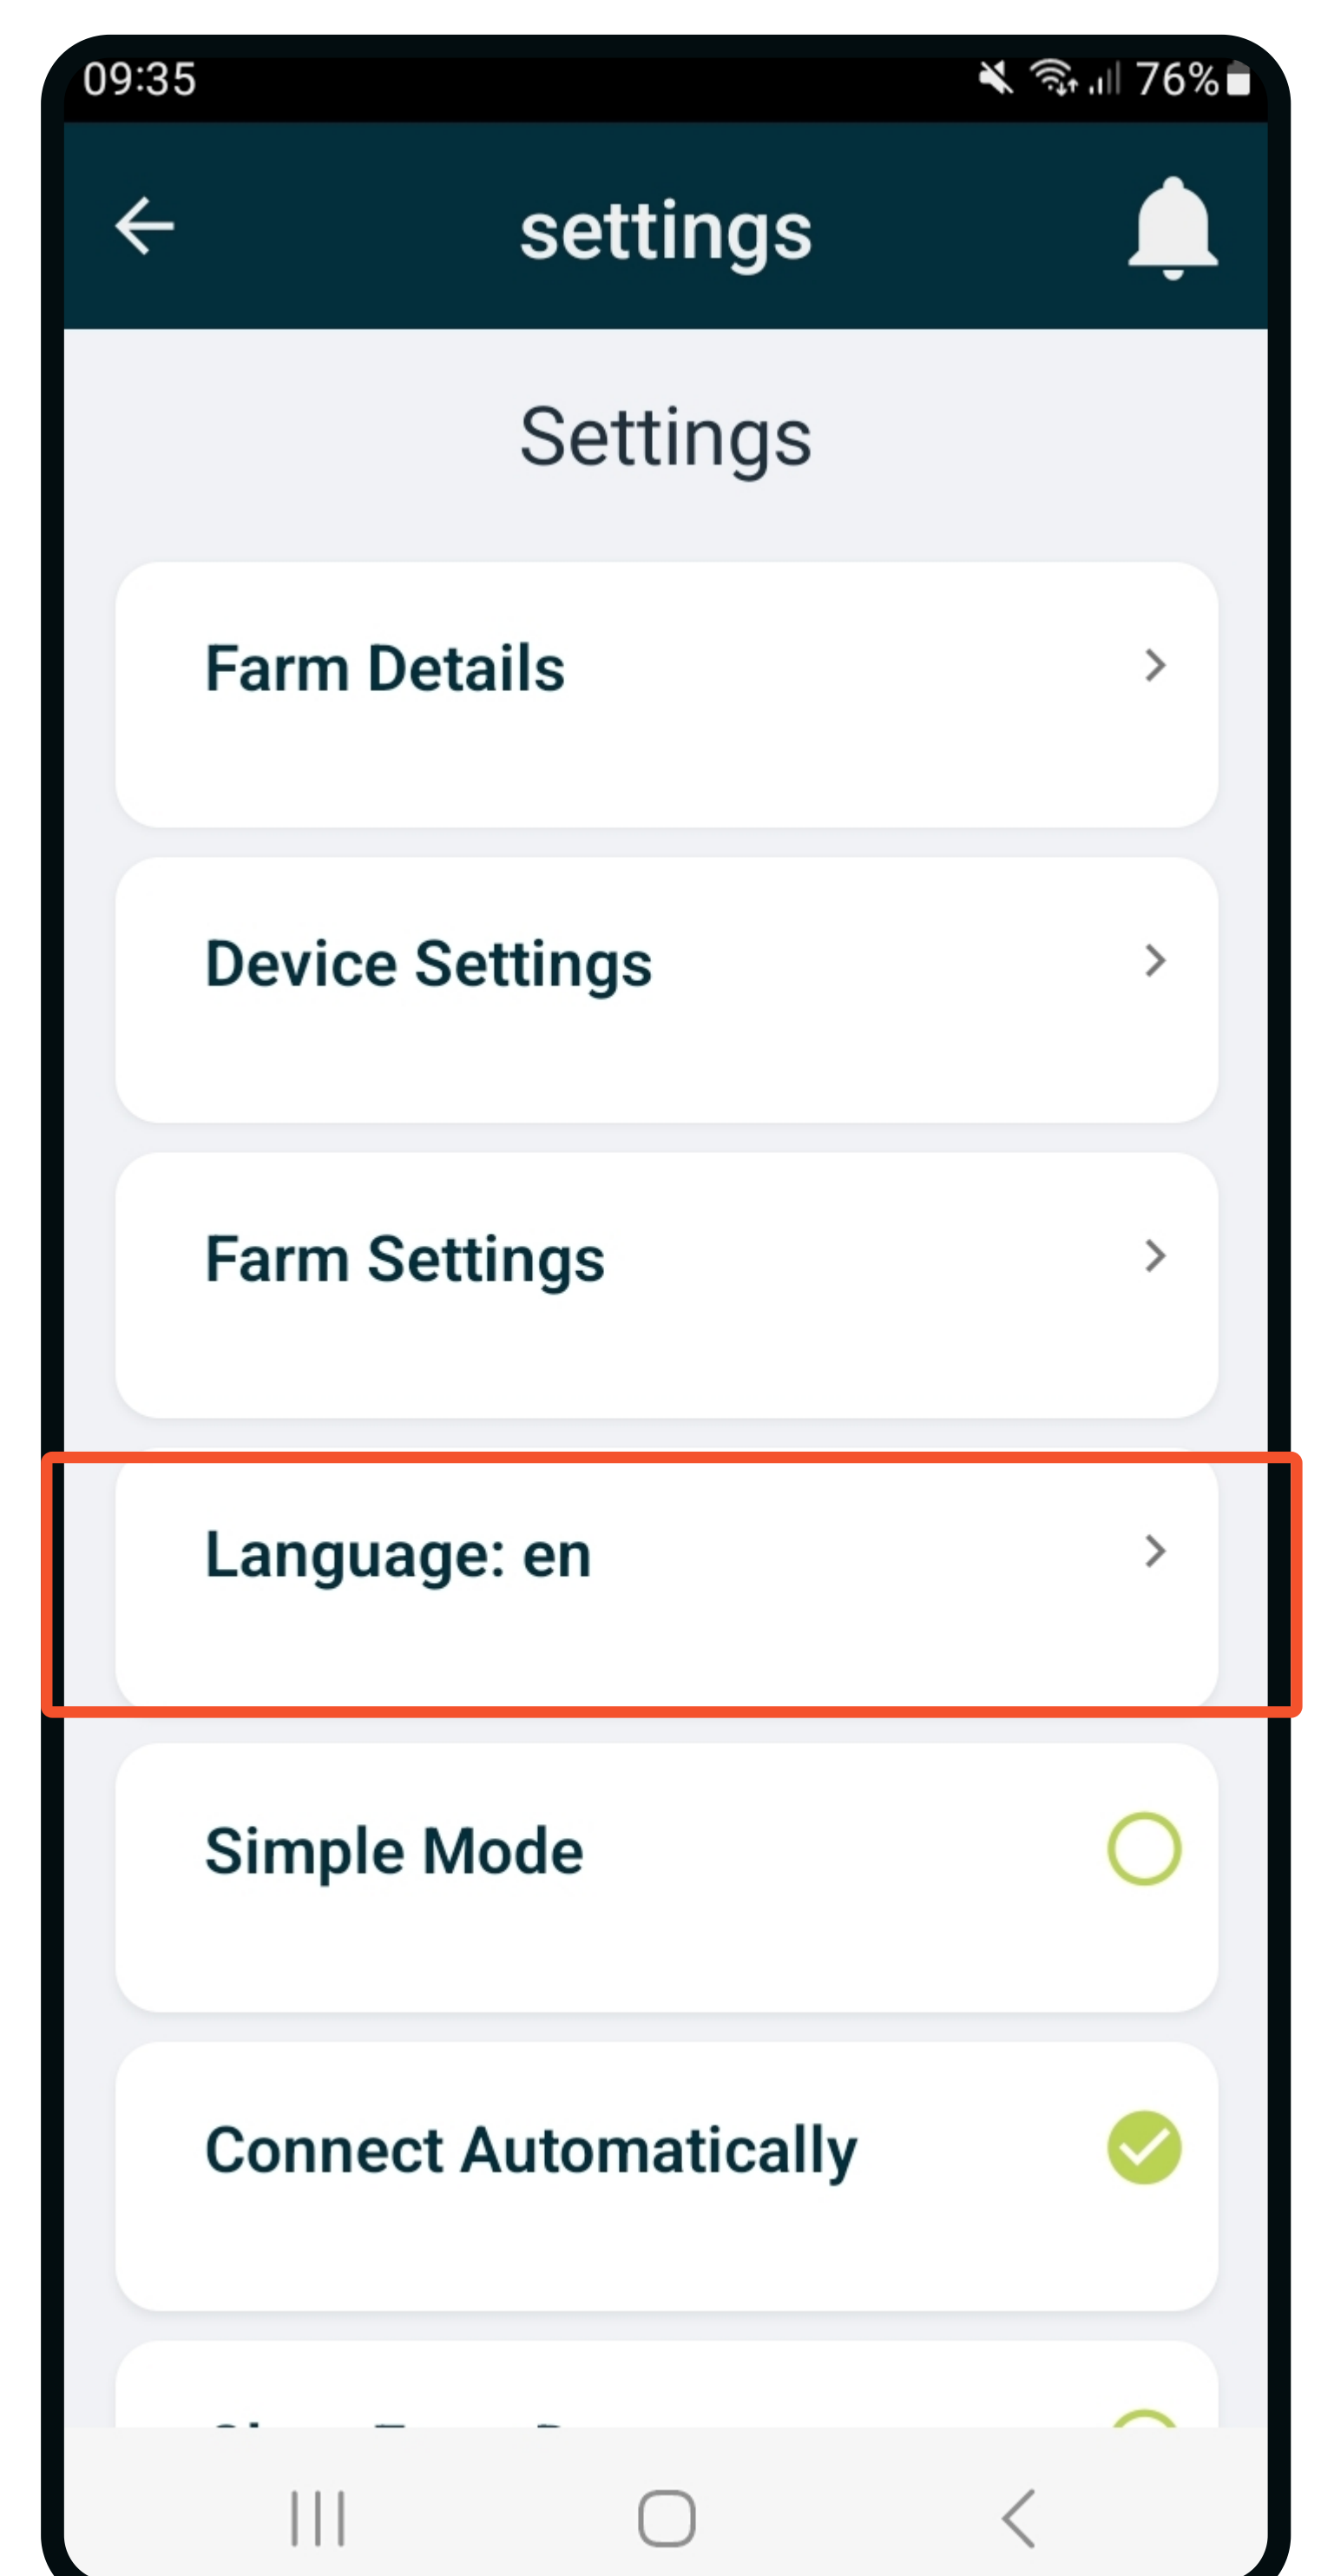 09:35 76%
settings
Settings
Farm Details
Device Settings
Farm Settings
Language: en
Simple Mode
Connect Automatically